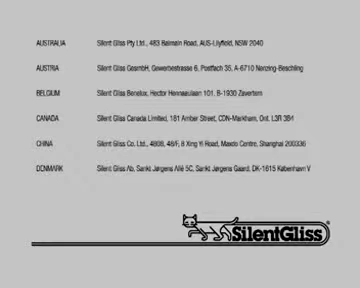 AUSTRALIA Silent Gliss Pty Ltd., 483 Balmain Road, AUS-Lilyfield, NSW 2040
AUSTRIA Silent Gliss GesmbH, Gewerbestrasse 6, Postfach 35, A-6710 Nenzing-Beschling
BELGIUM Silent Gliss Benelux, Hector Hennaulaan 101, B-1930 Zaventem
CANADA Silent Gliss Canada Limited, 181 Amber Street, CDN-Markham, Ont. L3R 3B4
CHINA Silent Gliss Co. Ltd., 4806, 48/F, 8 Xing Yi Road, Maxdo Centre, Shanghai 200336
DENMARK Silent Gliss Ab, Sankt Jørgens Allé 5C, Sankt Jørgens Gaard, DK-1615 København V
SilentGliss